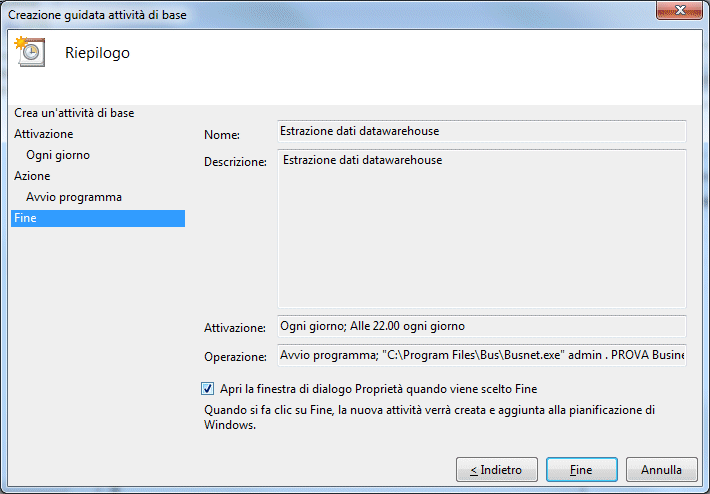 Creazione guidata attività di base
Riepilogo
Crea un'attività di base
Attivazione
Ogni giorno
Azione
Avvio programma
Fine
Nome: Estrazione dati datawarehouse
Descrizione: Estrazione dati datawarehouse
Attivazione: Ogni giorno; Alle 22.00 ogni giorno
Operazione: Avvio programma; "C:\Program Files\Bus\Busnet.exe" admin . PROVA Busine
Apri la finestra di dialogo Proprietà quando viene scelto Fine
Quando si fa clic su Fine, la nuova attività verrà creata e aggiunta alla pianificazione di
Windows.
< Indietro Fine Annulla